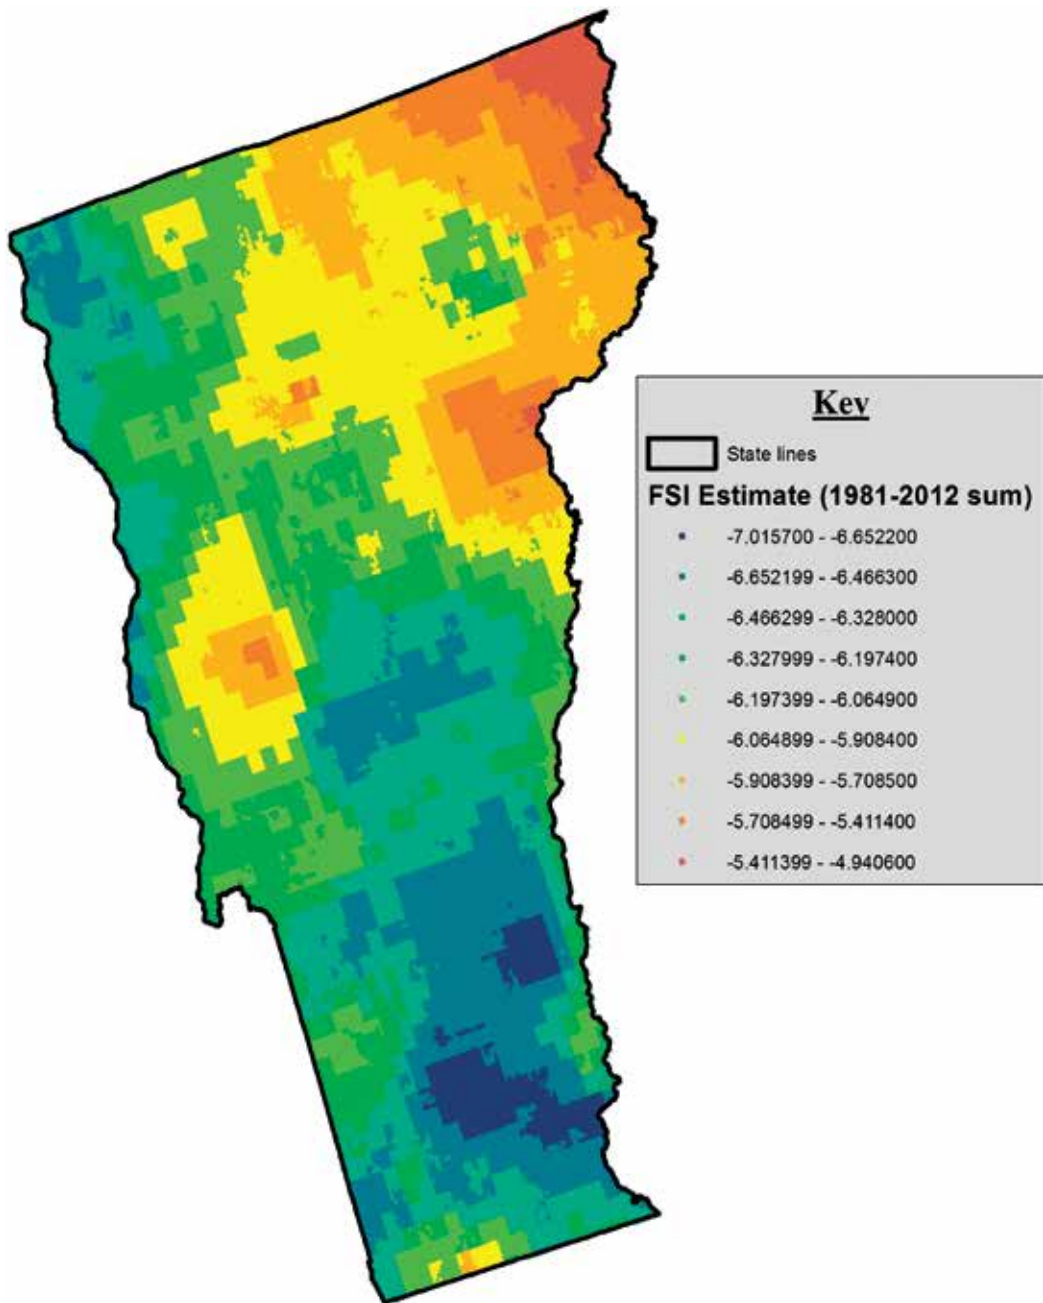 Key
State lines
FSI Estimate (1981-2012 sum)
-7.015700 - -6.652200
-6.652199 - -6.466300
-6.466299 - -6.328000
-6.327999 - -6.197400
-6.197399 - -6.064900
-6.064899 - -5.908400
-5.908399 - -5.708500
-5.708499 - -5.411400
-5.411399 - -4.940600